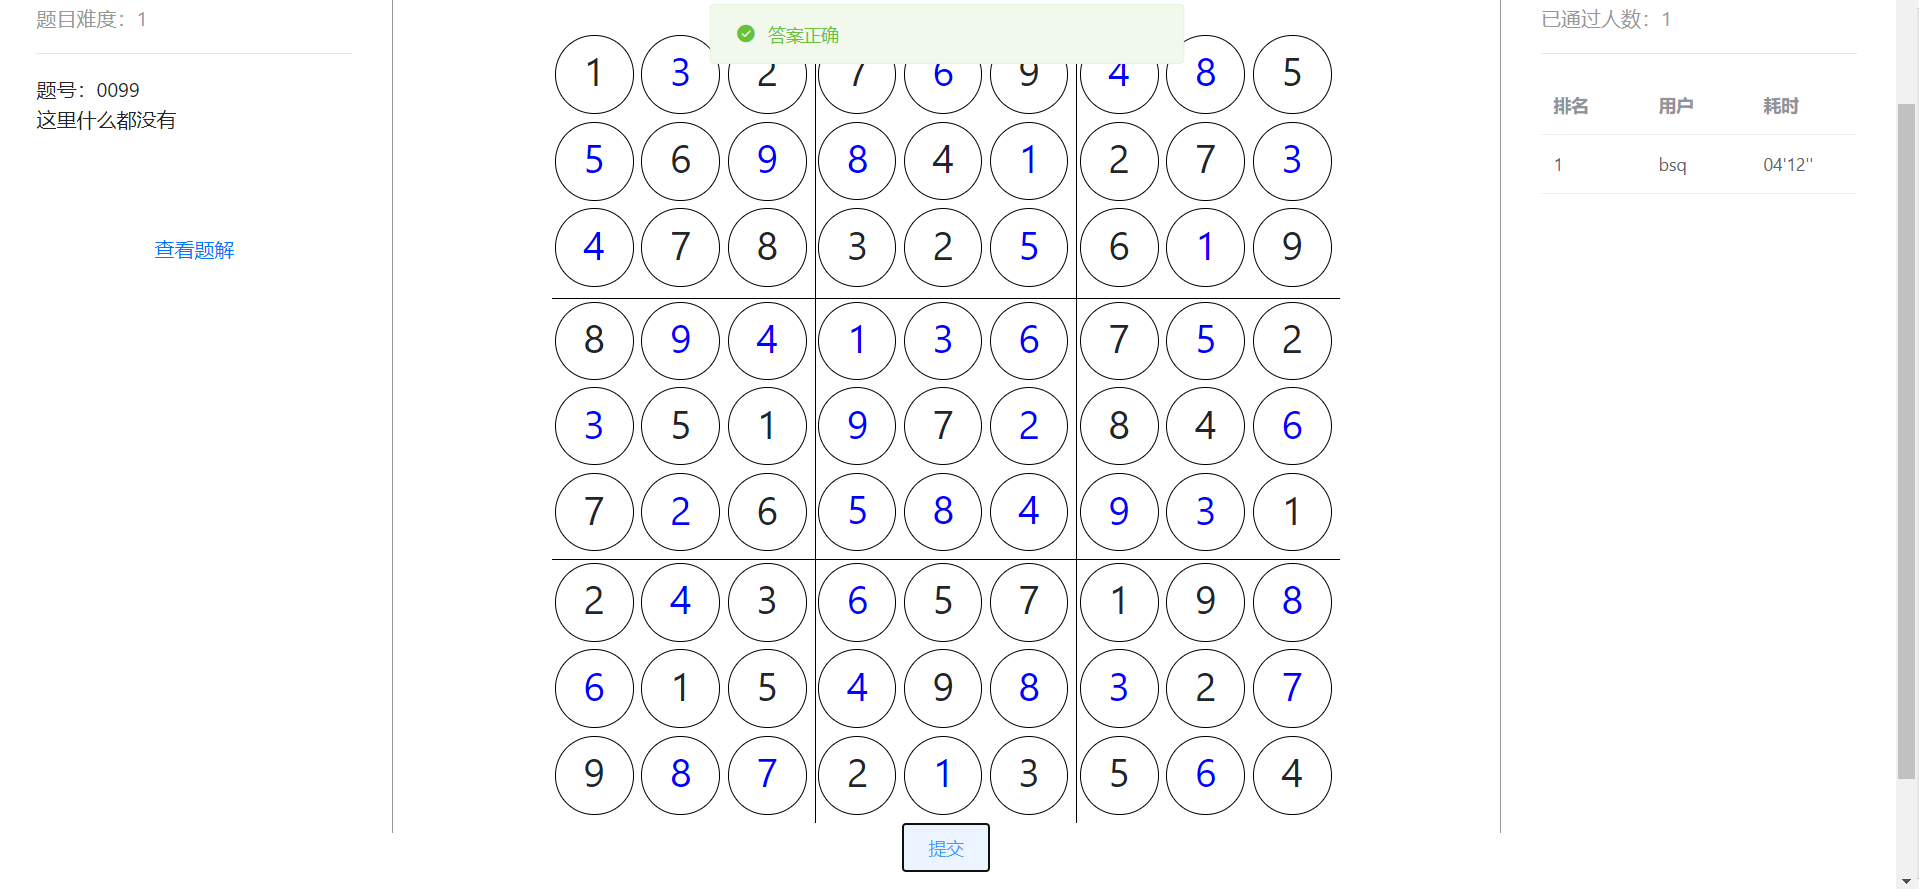 题目难度：1
题号：0099
这里什么都没有
查看题解
答案正确
1 3 2 7 6 9 4 8 5
5 6 9 8 4 1 2 7 3
4 7 8 3 2 5 6 1 9
8 9 4 1 3 6 7 5 2
3 5 1 9 7 2 8 4 6
7 2 6 5 8 4 9 3 1
2 4 3 6 5 7 1 9 8
6 1 5 4 9 8 3 2 7
9 8 7 2 1 3 5 6 4
提交
已通过人数：1
排名 用户 耗时
1 bsq 04'12''